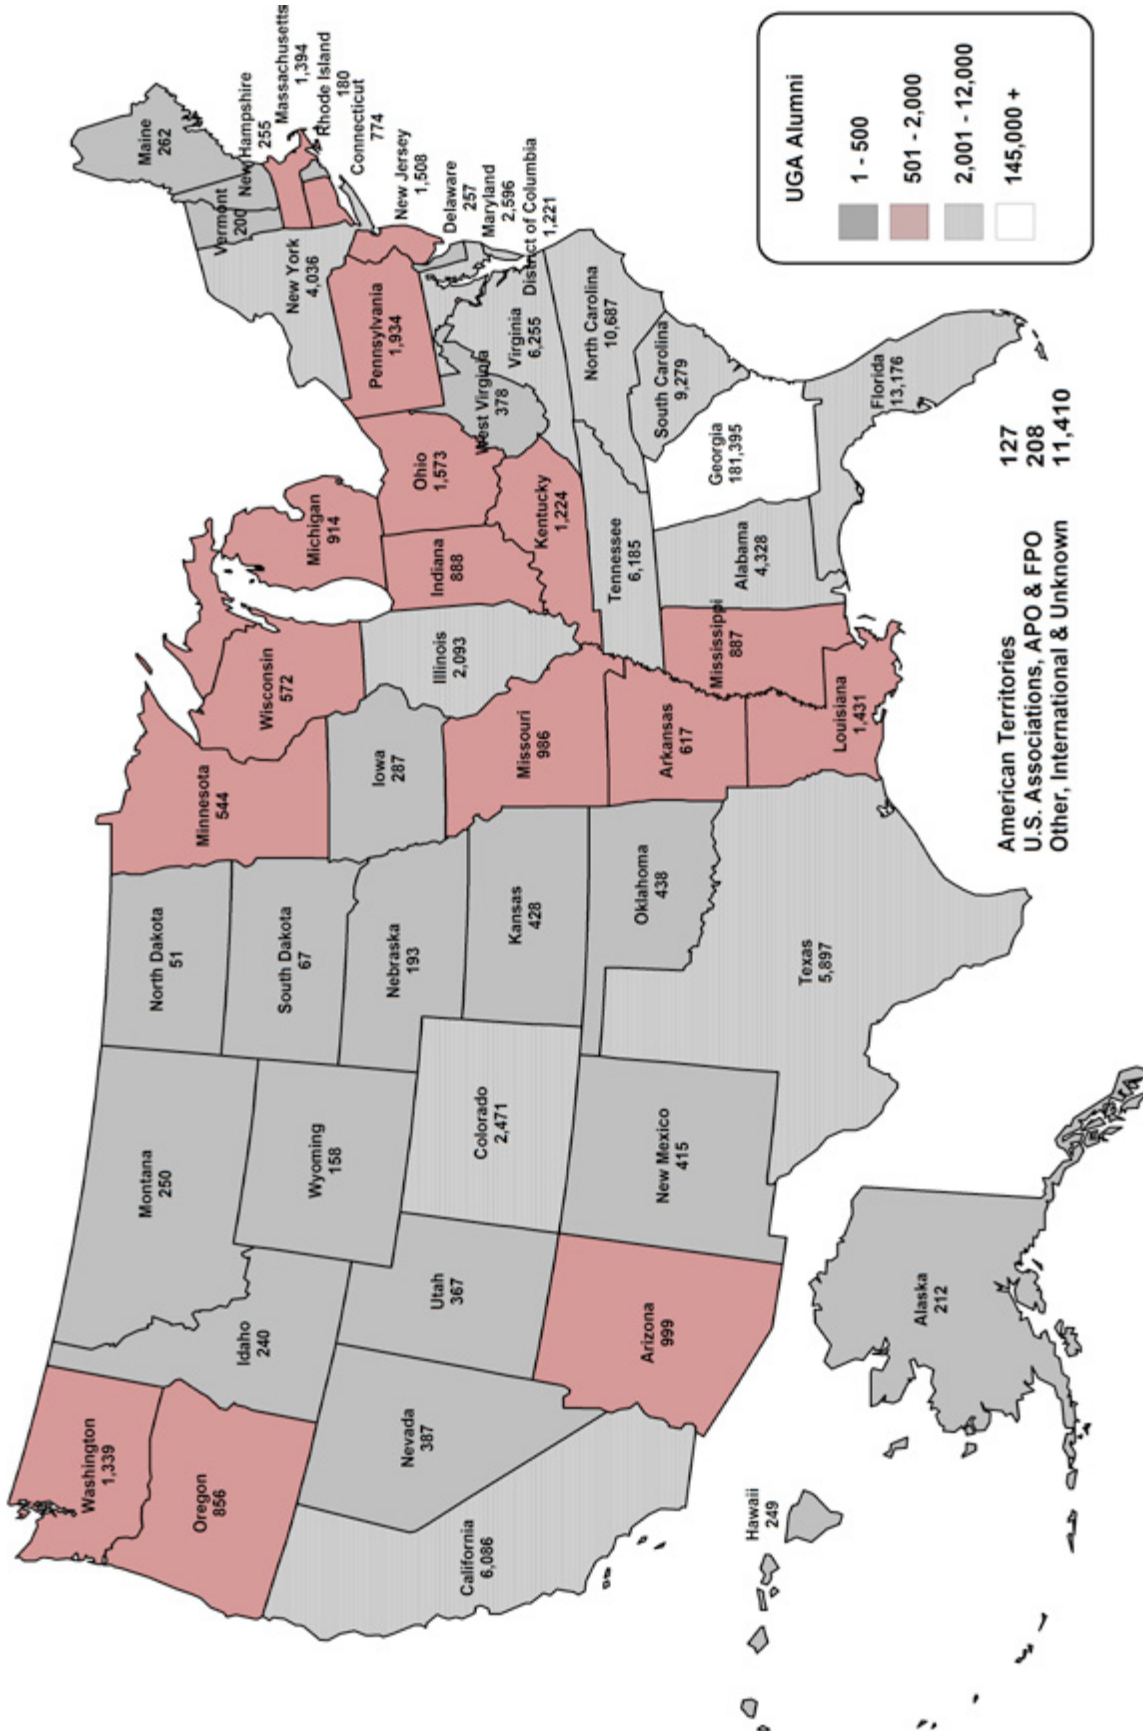 Washington
1,339
Oregon
856
California
6,086
Nevada
387
Idaho
240
Montana
250
Wyoming
158
Utah
367
Arizona
999
Colorado
2,471
New Mexico
415
North Dakota
51
South Dakota
67
Nebraska
193
Kansas
428
Oklahoma
438
Texas
5,897
Minnesota
544
Iowa
287
Missouri
986
Arkansas
617
Louisiana
1,431
Wisconsin
572
Illinois
2,093
Michigan
914
Indiana
888
Ohio
1,573
Kentucky
1,224
Tennessee
6,185
Mississippi
887
Alabama
4,328
Georgia
181,395
Florida
13,176
South Carolina
9,279
North Carolina
10,687
Virginia
6,255
West Virginia
378
Pennsylvania
1,934
New York
4,036
Vermont
200
Maine
262
New Hampshire
255
Massachusetts
1,394
Rhode Island
180
Connecticut
774
New Jersey
1,508
Delaware
257
Maryland
2,596
District of Columbia
1,221
Alaska
212
Hawaii
249
American Territories 127
U.S. Associations, APO & FPO 208
Other, International & Unknown 11,410
UGA Alumni
1 - 500
501 - 2,000
2,001 - 12,000
145,000 +